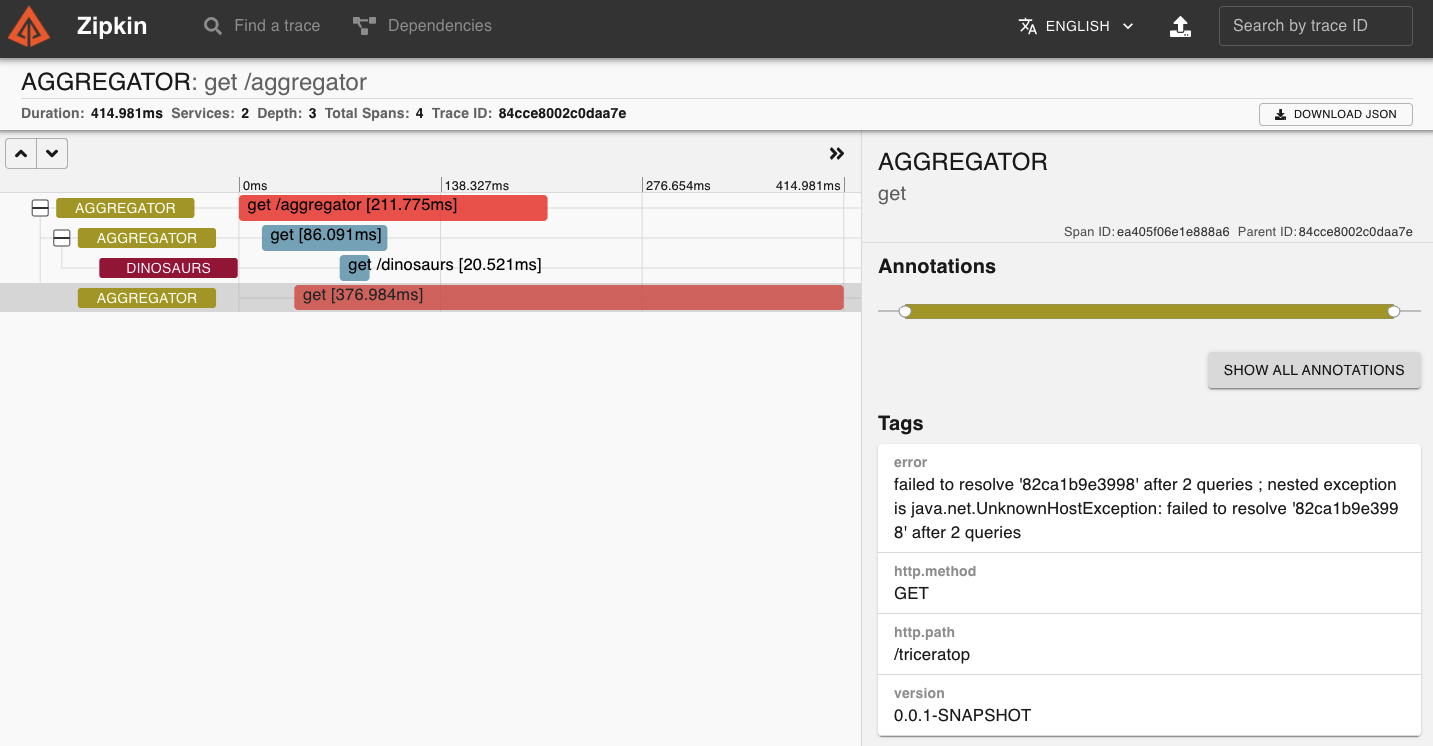 Zipkin
Find a trace
Dependencies
ENGLISH
Search by trace ID
AGGREGATOR: get /aggregator
Duration: 414.981ms Services: 2 Depth: 3 Total Spans: 4 Trace ID: 84cce8002c0daa7e
DOWNLOAD JSON
0ms 138.327ms 276.654ms 414.981ms
AGGREGATOR get /aggregator [211.775ms]
AGGREGATOR get [86.091ms]
DINOSAURS get /dinosaurs [20.521ms]
AGGREGATOR get [376.984ms]
AGGREGATOR
get
Span ID: ea405f06e1e888a6 Parent ID: 84cce8002c0daa7e
Annotations
SHOW ALL ANNOTATIONS
Tags
error
failed to resolve '82ca1b9e3998' after 2 queries ; nested exception
is java.net.UnknownHostException: failed to resolve '82ca1b9e399
8' after 2 queries
http.method
GET
http.path
/triceratop
version
0.0.1-SNAPSHOT